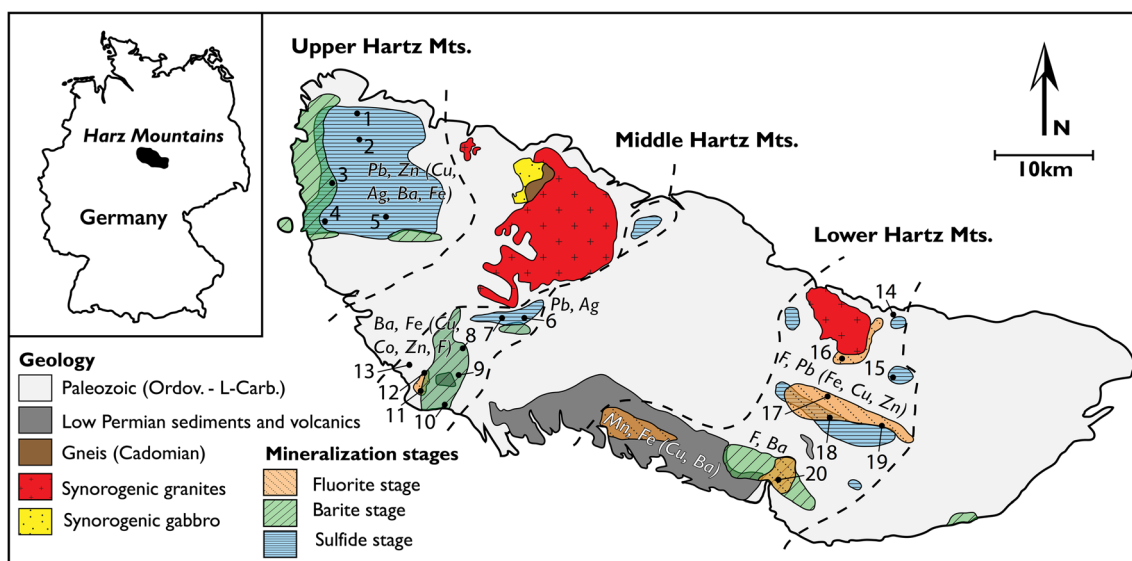 Upper Hartz Mts.
Harz Mountains
Germany
Middle Hartz Mts.
N
10km
Lower Hartz Mts.
1
2
Pb, Zn (Cu,
Ag, Ba, Fe)
3
4
5
Pb, Ag
6
7
Ba, Fe (Cu,
Co, Zn, F)
8
9
13
12
11
10
14
16
15
F, Pb (Fe, Cu, Zn)
17
18
19
Mn, Fe (Cu, Ba)
F, Ba
20
Geology
Paleozoic (Ordov. - L-Carb.)
Low Permian sediments and volcanics
Gneis (Cadomian)
Synorogenic granites
Synorogenic gabbro
Mineralization stages
Fluorite stage
Barite stage
Sulfide stage